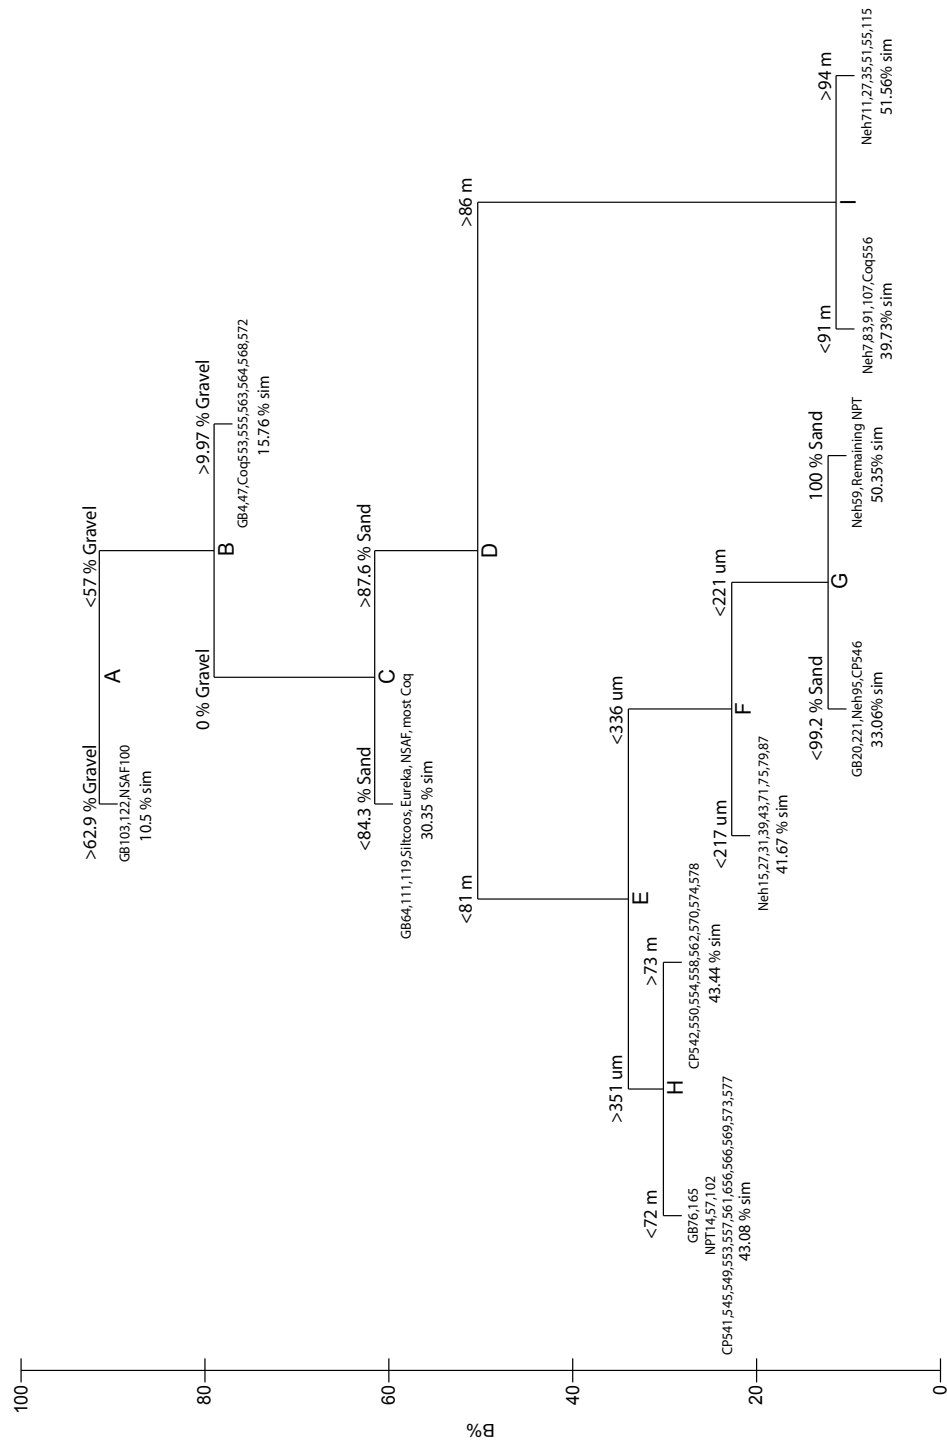 B%
100
80
60
40
20
0
>62.9 % Gravel
<57 % Gravel
A
GB103,122,NSAF100
10.5 % sim
0 % Gravel
>9.97 % Gravel
B
GB4,47,Coq553,555,563,564,568,572
15.76 % sim
<84.3 % Sand
>87.6 % Sand
C
GB64,111,119,Siltcoos, Eureka, NSAF, most Coq
30.35 % sim
<81 m
>86 m
D
>351 um
<336 um
E
<72 m
>73 m
H
GB76,165
NPT14,57,102
CP541,545,549,553,557,561,656,566,569,573,577
43.08 % sim
CP542,550,554,558,562,570,574,578
43.44 % sim
<217 um
<221 um
F
Neh15,27,31,39,43,71,75,79,87
41.67 % sim
<99.2 % Sand
100 % Sand
G
GB20,221,Neh95,CP546
33.06% sim
Neh59,Remaining NPT
50.35% sim
<91 m
>94 m
I
Neh7,83,91,107,Coq556
39.73% sim
Neh711,27,35,51,55,115
51.56% sim